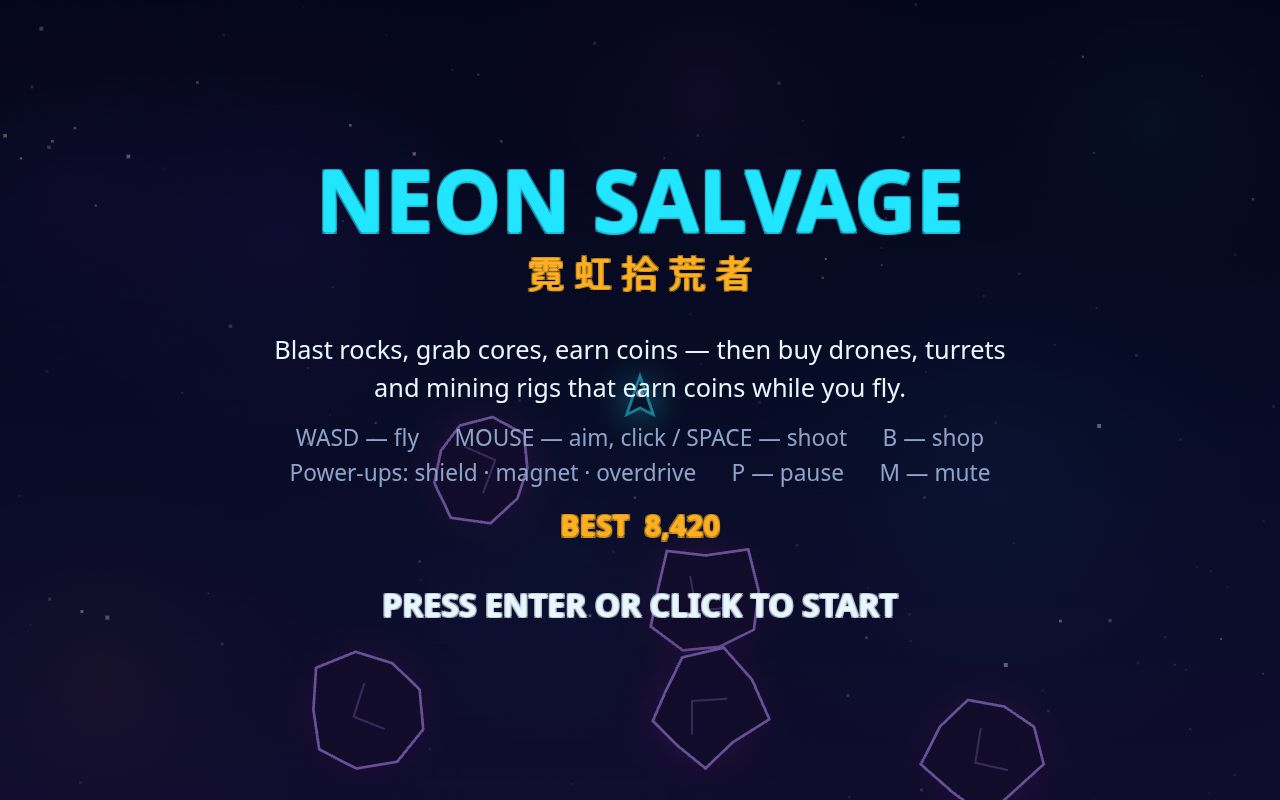 NEON SALVAGE
霓虹拾荒者
Blast rocks, grab cores, earn coins — then buy drones, turrets
and mining rigs that earn coins while you fly.
WASD — fly MOUSE — aim, click / SPACE — shoot B — shop
Power-ups: shield · magnet · overdrive P — pause M — mute
BEST 8,420
PRESS ENTER OR CLICK TO START